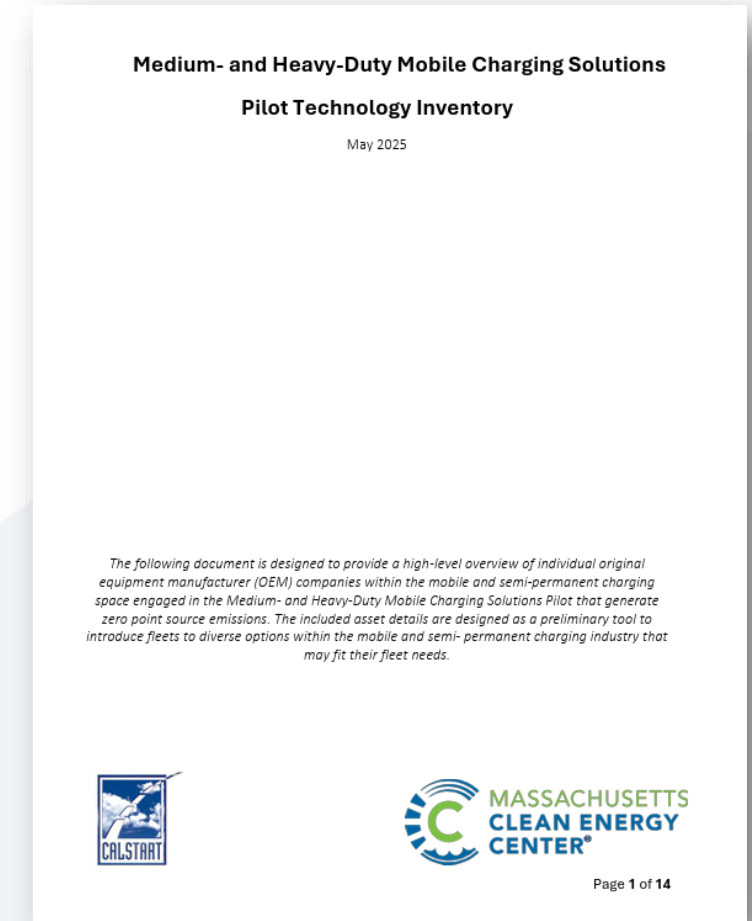 Medium- and Heavy-Duty Mobile Charging Solutions
Pilot Technology Inventory
May 2025
The following document is designed to provide a high-level overview of individual original
equipment manufacturer (OEM) companies within the mobile and semi-permanent charging
space engaged in the Medium- and Heavy-Duty Mobile Charging Solutions Pilot that generate
zero point source emissions. The included asset details are designed as a preliminary tool to
introduce fleets to diverse options within the mobile and semi- permanent charging industry that
may fit their fleet needs.
CALSTART
MASSACHUSETTS
CLEAN ENERGY
CENTER®
Page 1 of 14